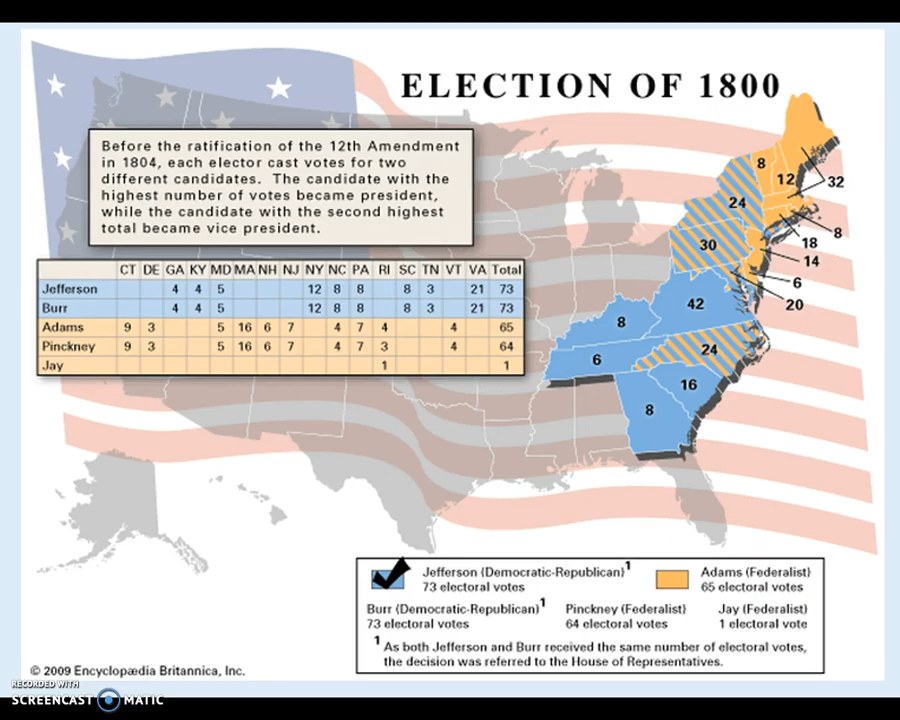 ELECTION OF 1800
Before the ratification of the 12th Amendment
in 1804, each elector cast votes for two
different candidates. The candidate with the
highest number of votes became president,
while the candidate with the second highest
total became vice president.
CT DE GA KY MD MA NH NJ NY NC PA RI SC TN VT VA Total
Jefferson 4 4 5 12 8 8 8 3 21 73
Burr 4 4 5 12 8 8 8 3 21 73
Adams 9 3 5 16 6 7 4 7 4 4 65
Pinckney 9 3 5 16 6 7 4 7 3 4 64
Jay 1 1
8
12
32
24
8
18
30
14
6
42
20
8
24
6
16
8
Jefferson (Democratic-Republican)1
73 electoral votes
Adams (Federalist)
65 electoral votes
Burr (Democratic-Republican)1
73 electoral votes
Pinckney (Federalist)
64 electoral votes
Jay (Federalist)
1 electoral vote
1 As both Jefferson and Burr received the same number of electoral votes,
the decision was referred to the House of Representatives.
© 2009 Encyclopædia Britannica, Inc.
RECORDED WITH
SCREENCAST MATIC